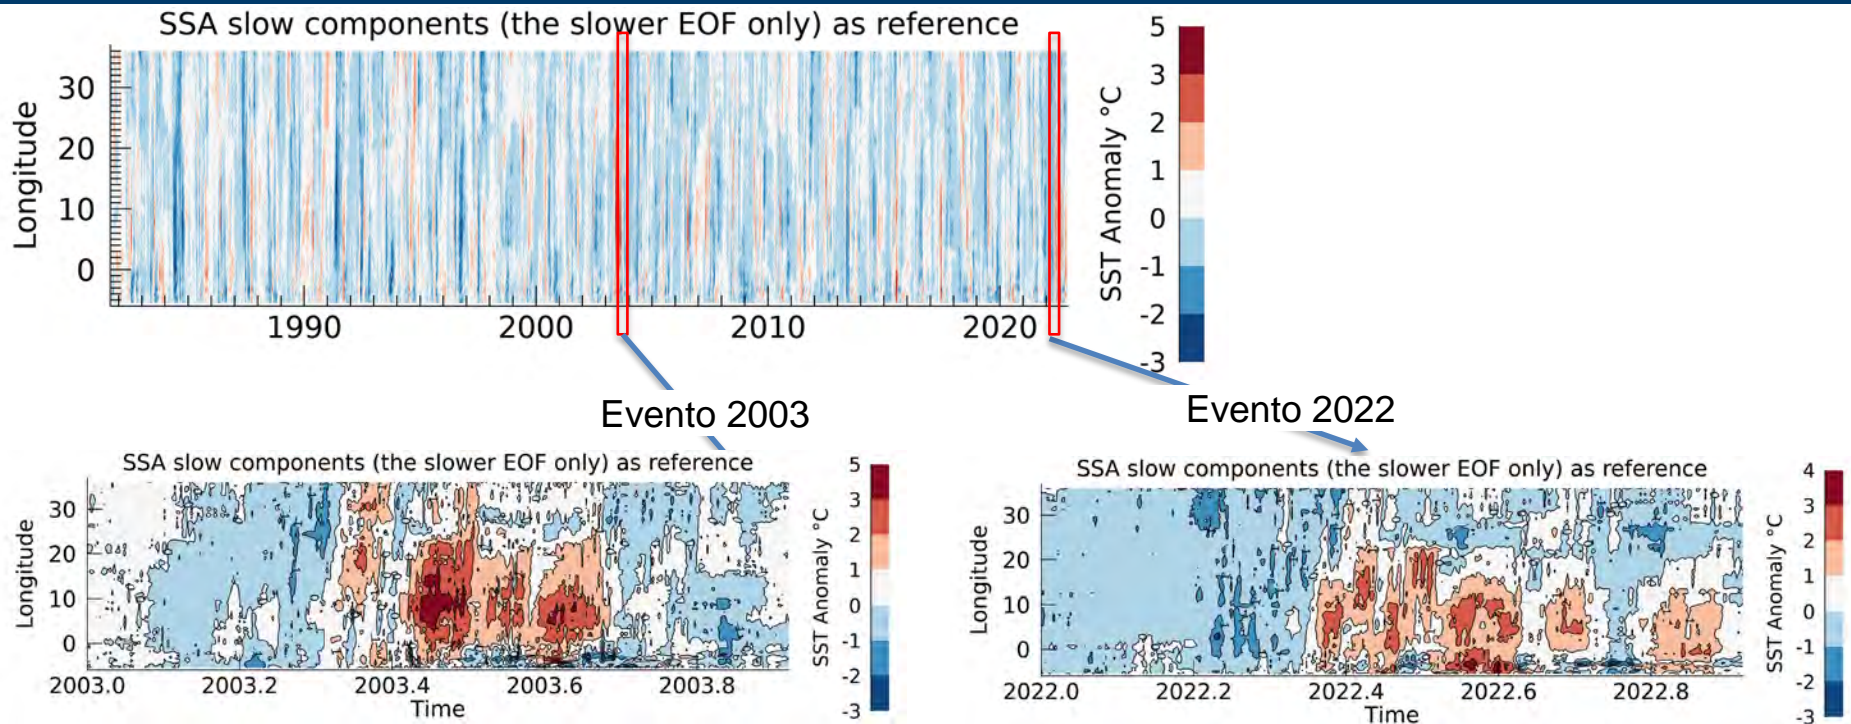 SSA slow components (the slower EOF only) as reference
Longitude
30
20
10
0
1990 2000 2010 2020
SST Anomaly °C
5
3
2
1
0
-1
-2
-3
Evento 2003
Evento 2022
SSA slow components (the slower EOF only) as reference
Longitude
30
20
10
0
2003.0 2003.2 2003.4 2003.6 2003.8
Time
SST Anomaly °C
5
3
2
1
0
-1
-2
-3
SSA slow components (the slower EOF only) as reference
Longitude
30
20
10
0
2022.0 2022.2 2022.4 2022.6 2022.8
Time
SST Anomaly °C
4
3
2
1
0
-1
-2
-3